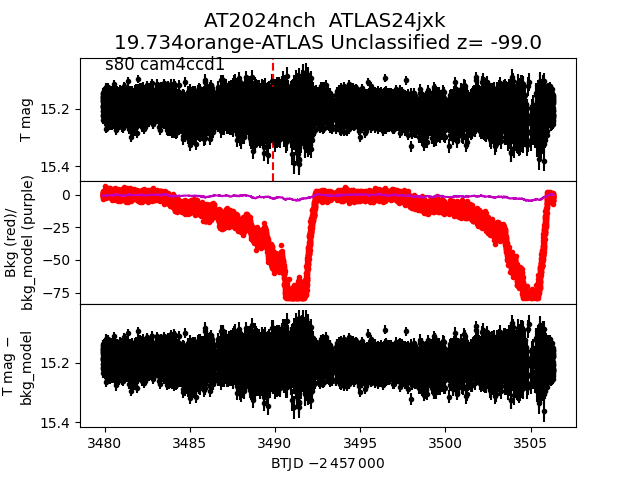 AT2024nch  ATLAS24jxk
19.734orange-ATLAS Unclassified z= -99.0
s80 cam4ccd1
T mag
15.2
15.4
Bkg (red)/
bkg_model (purple)
0
−25
−50
−75
T mag −
bkg_model
15.2
15.4
3480 3485 3490 3495 3500 3505
BTJD −2 457 000